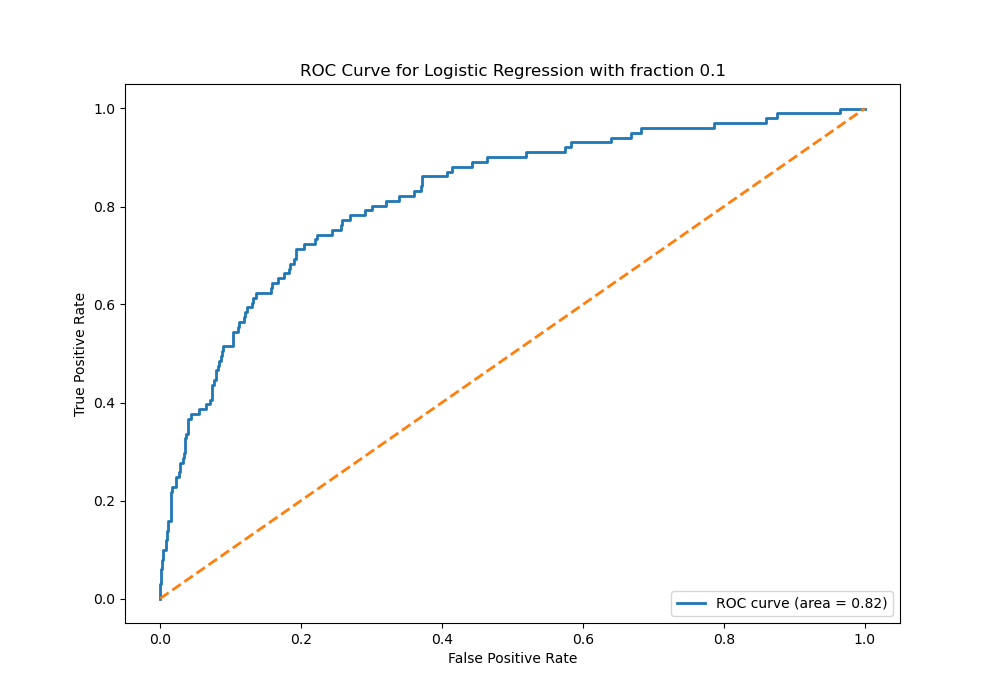 ROC Curve for Logistic Regression with fraction 0.1
1.0
0.8
0.6
0.4
0.2
0.0
True Positive Rate
0.0 0.2 0.4 0.6 0.8 1.0
False Positive Rate
ROC curve (area = 0.82)